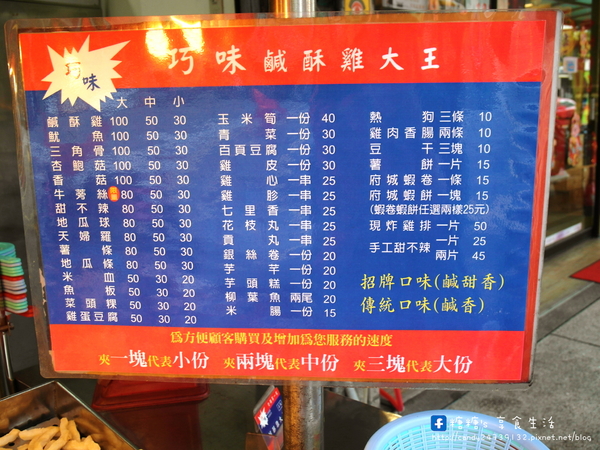 巧味
巧味鹹酥雞大王
大 中 小
鹹酥雞 100 50 30
魷魚 100 50 30
三角骨 100 50 30
杏鮑菇 100 50 30
香菇 100 50 30
牛蒡絲 80 50 30
甜不辣 80 50 30
地瓜球 80 50 30
天婦羅 80 50 30
薯條 80 50 30
地瓜條 80 50 30
米血 50 30 20
魚板 50 30 20
菜頭粿 50 30 20
雞蛋豆腐 50 30 20
玉米筍 一份 40
青菜 一份 30
百頁豆腐 一份 30
雞皮 一份 30
雞心 一串 25
雞胗 一串 25
七里香 一串 25
花枝丸 一串 25
貢丸 一串 25
銀絲卷 一份 20
芋芊 一份 20
芋糕 一份 20
柳葉魚 兩尾 20
米腸 一份 15
熱狗 三條 10
雞肉香腸 兩條 10
豆干 三塊 10
薯餅 一片 15
府城蝦卷 一條 15
府城蝦餅 一塊 15
(蝦卷蝦餅任選兩樣25元)
現炸雞排 一片 50
手工甜不辣 一片 25
兩片 45
招牌口味(鹹甜香)
傳統口味(鹹香)
為方便顧客購買及增加為您服務的速度
夾一塊代表小份 夾兩塊代表中份 夾三塊代表大份
糖糖's 享食生活
http://candy24439132.pixnet.net/blog